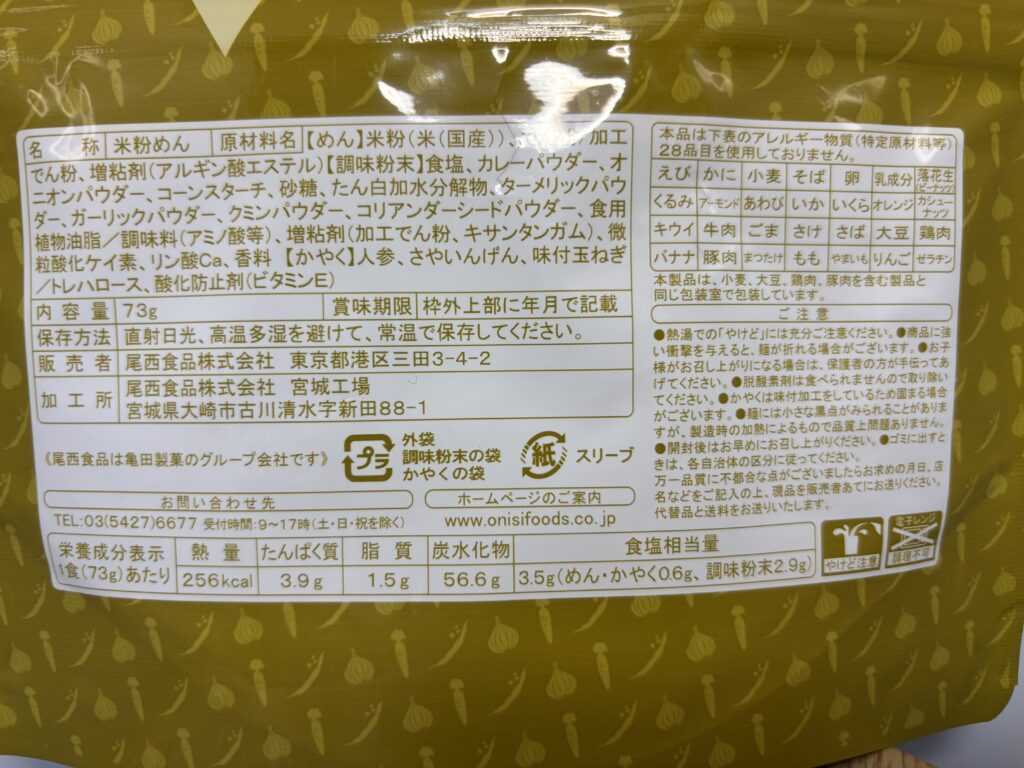 名 称 米粉めん 原材料名 【めん】米粉(米(国産))、 加工
でん粉、増粘剤(アルギン酸エステル)【調味粉末】食塩、カレーパウダー、オ
ニオンパウダー、コーンスターチ、砂糖、たん白加水分解物、ターメリックパウ
ダー、ガーリックパウダー、クミンパウダー、コリアンダーシードパウダー、食用
植物油脂/調味料(アミノ酸等)、増粘剤(加工でん粉、キサンタンガム)、微
粒酸化ケイ素、リン酸Ca、香料 【かやく】人参、さやいんげん、味付玉ねぎ
/トレハロース、酸化防止剤(ビタミンE)
内容量 73g 賞味期限 枠外上部に年月で記載
保存方法 直射日光、高温多湿を避けて、常温で保存してください。
販売者 尾西食品株式会社 東京都港区三田3-4-2
加工所 尾西食品株式会社 宮城工場
宮城県大崎市古川清水字新田88-1
《尾西食品は亀田製菓のグループ会社です》
プラ
外袋
調味粉末の袋
かやくの袋
紙 スリーブ
お問い合わせ先
TEL:03(5427)6677 受付時間:9〜17時(土・日・祝を除く)
ホームページのご案内
www.onisifoods.co.jp
栄養成分表示 熱量 たんぱく質 脂質 炭水化物 食塩相当量
1食(73g)あたり 256kcal 3.9g 1.5g 56.6g 3.5g(めん・かやく0.6g、調味粉末2.9g)
本品は下表のアレルギー物質(特定原材料等)
28品目を使用しておりません。
えび かに 小麦 そば 卵 乳成分 落花生(ピーナッツ)
くるみ アーモンド あわび いか いくら オレンジ カシューナッツ
キウイ 牛肉 ごま さけ さば 大豆 鶏肉
バナナ 豚肉 まつたけ もも やまいも りんご ゼラチン
本製品は、小麦、大豆、鶏肉、豚肉を含む製品と
同じ包装室で包装しています。
ご注意
●熱湯での「やけど」には充分ご注意ください。●商品に強
い衝撃を与えると、麺が折れる場合がございます。●お子
様がお召し上がりになる場合は、保護者の方が手伝ってあ
げてください。●脱酸素剤は食べられませんので取り除い
てください。●かやくは味付加工をしているため固まる場合
がございます。●麺には小さな黒点がみられることがありま
すが、製造時の加熱によるもので品質上問題ありません。
●開封後はお早めにお召し上がりください。●ゴミに出すと
きは、各自治体の区分に従ってください。
万一品質に不都合な点がございましたらお求めの月日、店
名などをご記入の上、現品を販売者あてにお送りください。
代替品と送料をお送りいたします。
やけど注意
電子レンジ
調理不可